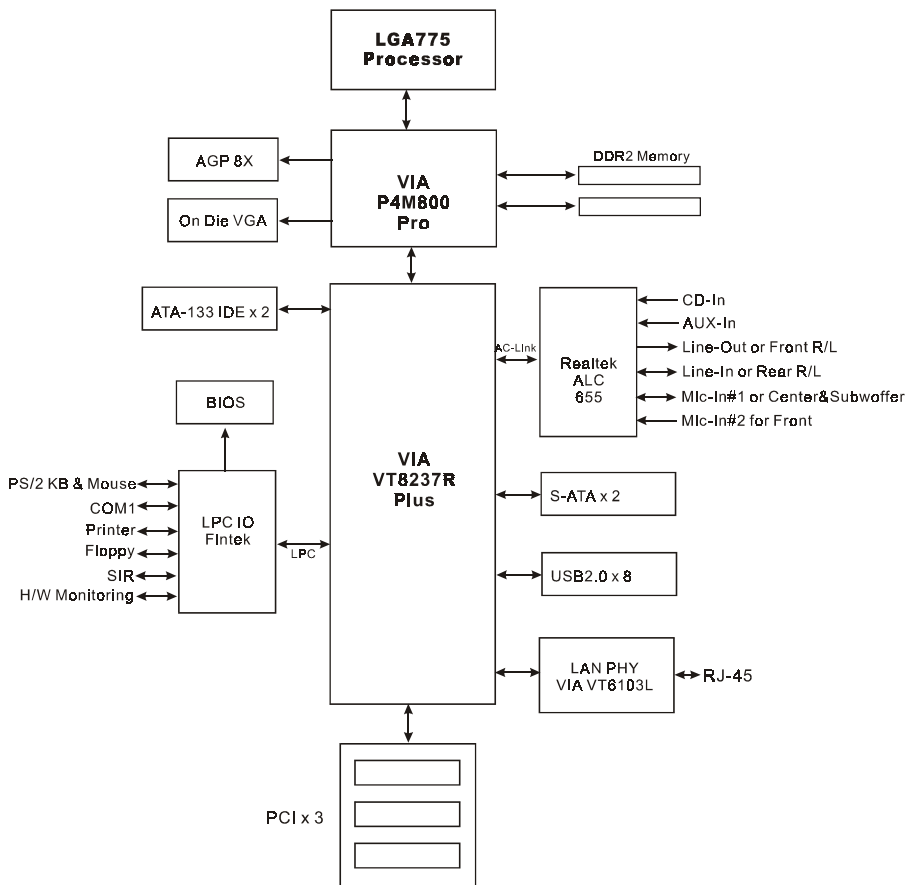 LGA775
Processor
AGP 8X
VIA
P4M800
Pro
DDR2 Memory
On Die VGA
ATA-133 IDE x 2
AC-Link
Realtek
ALC
655
CD-In
AUX-In
Line-Out or Front R/L
Line-In or Rear R/L
Mic-In#1 or Center&Subwoffer
Mic-In#2 for Front
BIOS
VIA
VT8237R
Plus
PS/2 KB & Mouse
COM1
Printer
Floppy
SIR
H/W Monitoring
LPC IO
FIntek
LPC
S-ATA x 2
USB2.0 x 8
LAN PHY
VIA VT6103L
RJ-45
PCI x 3